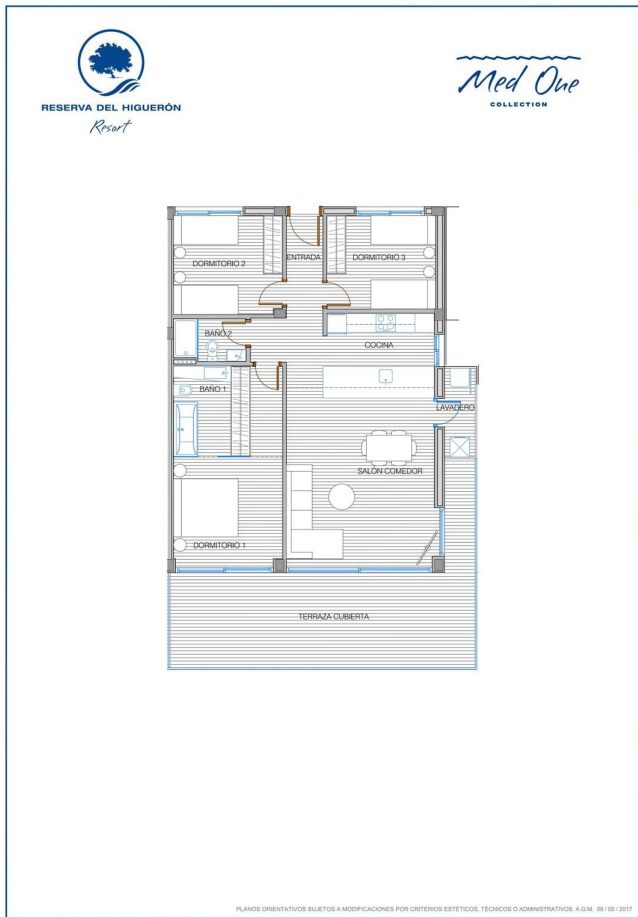 RESERVA DEL HIGUERÓN
Resort
Med One
COLLECTION
DORMITORIO 2
ENTRADA
DORMITORIO 3
BAÑO 2
COCINA
BAÑO 1
LAVADERO
SALÓN COMEDOR
DORMITORIO 1
TERRAZA CUBIERTA
PLANOS ORIENTATIVOS SUJETOS A MODIFICACIONES POR CRITERIOS ESTÉTICOS, TÉCNICOS O ADMINISTRATIVOS. A.G.M. 09 / 05 / 2017